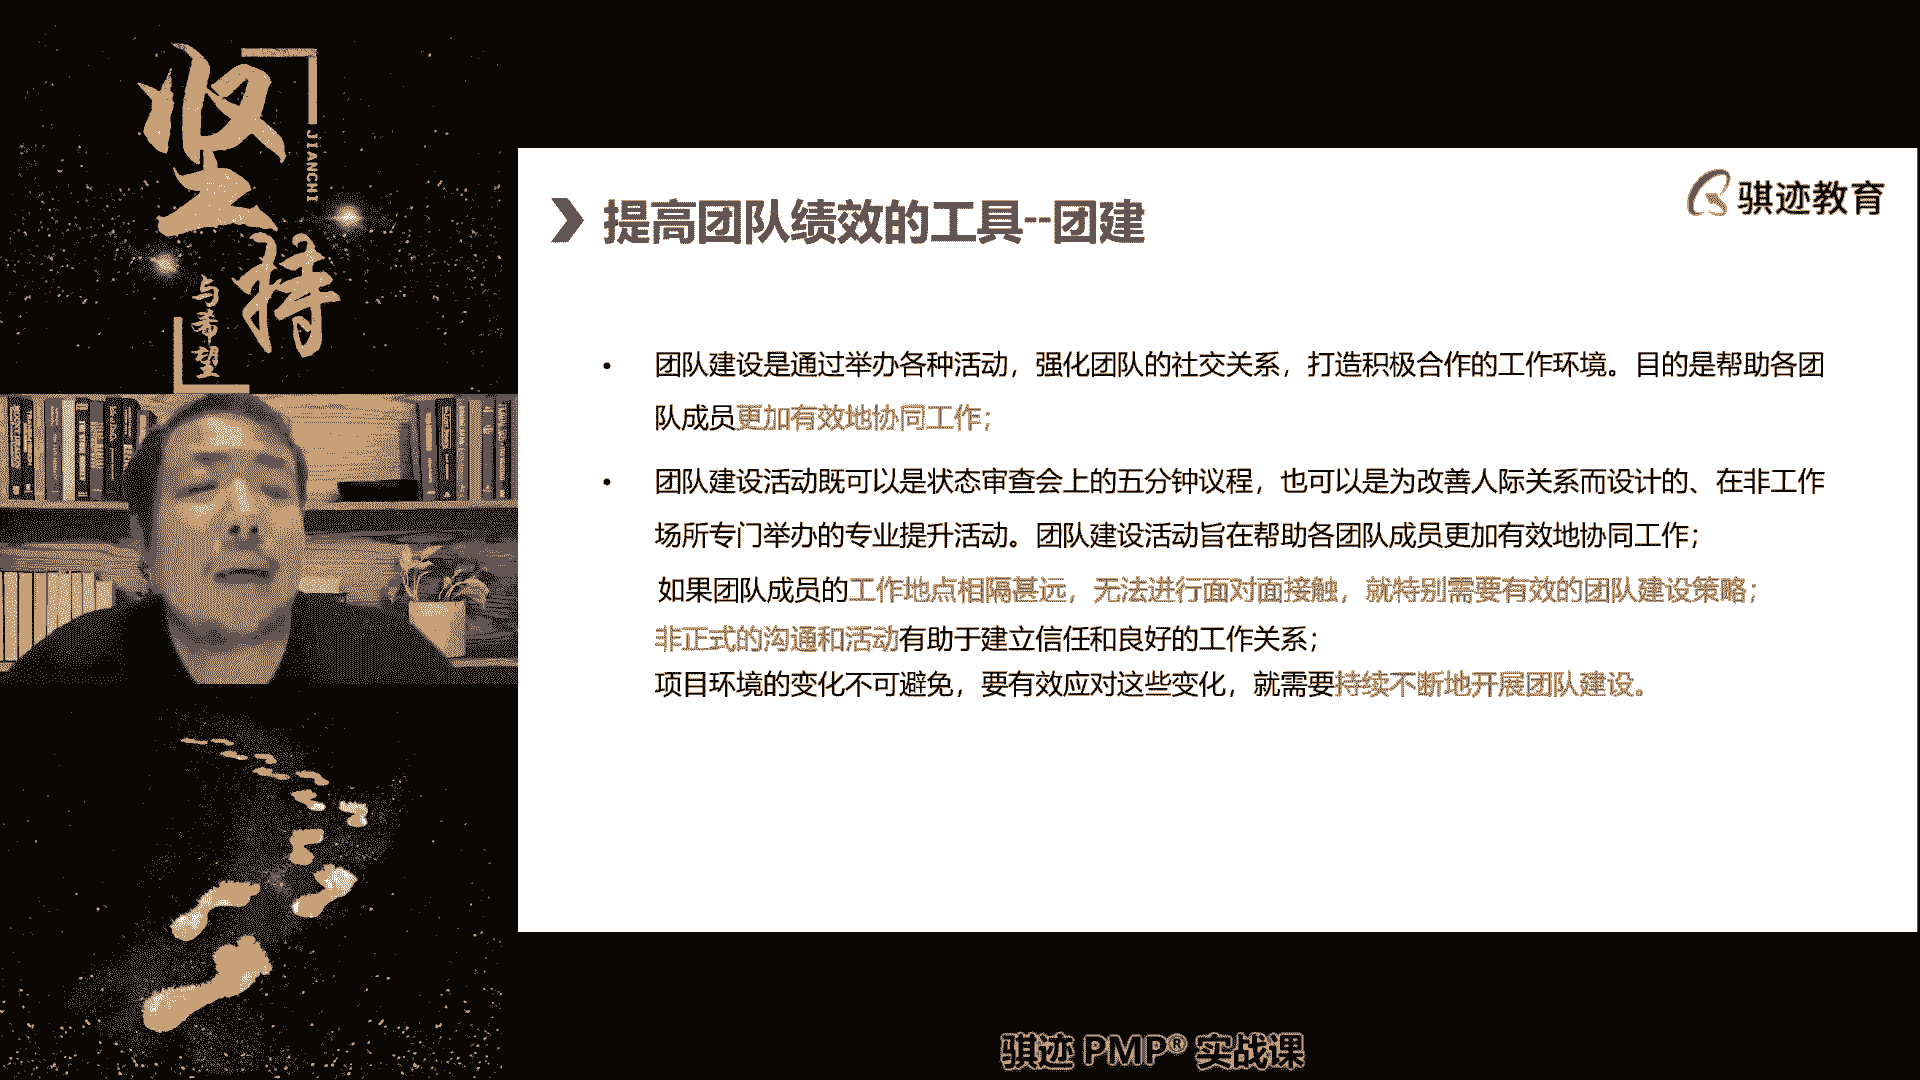 坚持
JIANCHI
与希望
骐迹教育
提高团队绩效的工具--团建
• 团队建设是通过举办各种活动，强化团队的社交关系，打造积极合作的工作环境。目的是帮助各团
队成员更加有效地协同工作；
• 团队建设活动既可以是状态审查会上的五分钟议程，也可以是为改善人际关系而设计的、在非工作
场所专门举办的专业提升活动。团队建设活动旨在帮助各团队成员更加有效地协同工作；
如果团队成员的工作地点相隔甚远，无法进行面对面接触，就特别需要有效的团队建设策略；
非正式的沟通和活动有助于建立信任和良好的工作关系；
项目环境的变化不可避免，要有效应对这些变化，就需要持续不断地开展团队建设。
骐迹 PMP® 实战课